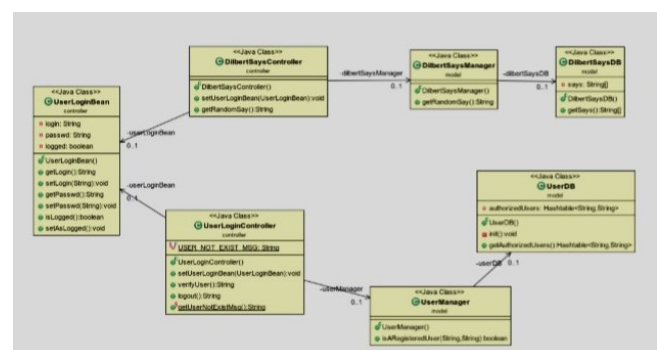 <<Java Class>>
UserLoginBean
controller
login: String
passwd: String
logged: boolean
UserLoginBean()
getLogin():String
setLogin(String):void
getPasswd():String
setPasswd(String):void
isLogged():boolean
setAsLogged():void
<<Java Class>>
DilbertSaysController
controller
DilbertSaysController()
setUserLoginBean(UserLoginBean):void
getRandomSay():String
-dilbertSaysManager
0..1
<<Java Class>>
DilbertSaysManager
model
DilbertSaysManager()
getRandomSay():String
-dilbertSaysDB
0..1
<<Java Class>>
DilbertSaysDB
model
says: String[]
DilbertSaysDB()
getSays():String[]
-userLoginBean
0..1
-userLoginBean
0..1
<<Java Class>>
UserLoginController
controller
USER_NOT_EXIST_MSG: String
UserLoginController()
setUserLoginBean(UserLoginBean):void
verifyUser():String
logout():String
getUserNotExistMsg():String
-userManager
0..1
<<Java Class>>
UserManager
model
UserManager()
isARegisteredUser(String,String):boolean
-userDB
0..1
<<Java Class>>
UserDB
model
authorizedUsers: Hashtable<String,String>
UserDB()
init():void
getAuthorizedUsers():Hashtable<String,String>